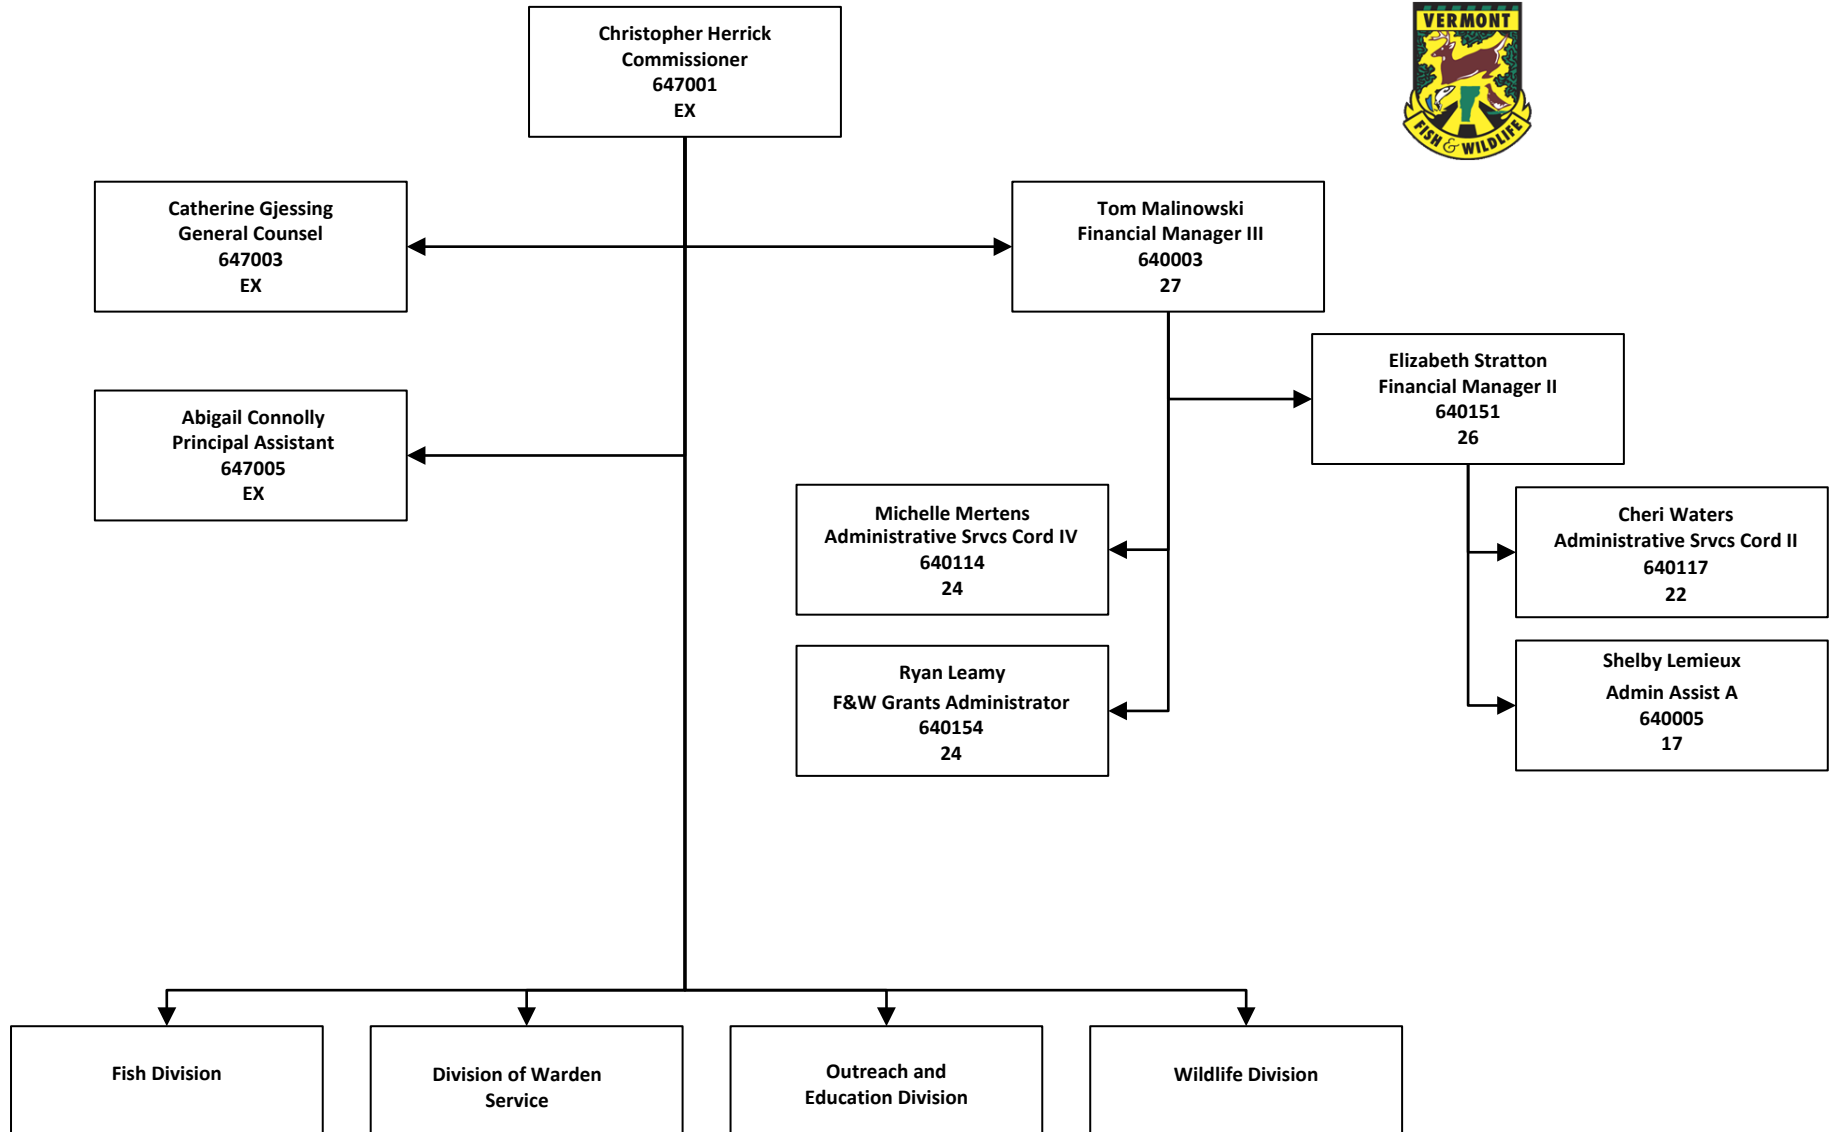 Christopher Herrick
Commissioner
647001
EX
VERMONT
FISH & WILDLIFE
Catherine Gjessing
General Counsel
647003
EX
Tom Malinowski
Financial Manager III
640003
27
Elizabeth Stratton
Financial Manager II
640151
26
Abigail Connolly
Principal Assistant
647005
EX
Michelle Mertens
Administrative Srvcs Cord IV
640114
24
Cheri Waters
Administrative Srvcs Cord II
640117
22
Ryan Leamy
F&W Grants Administrator
640154
24
Shelby Lemieux
Admin Assist A
640005
17
Fish Division
Division of Warden
Service
Outreach and
Education Division
Wildlife Division